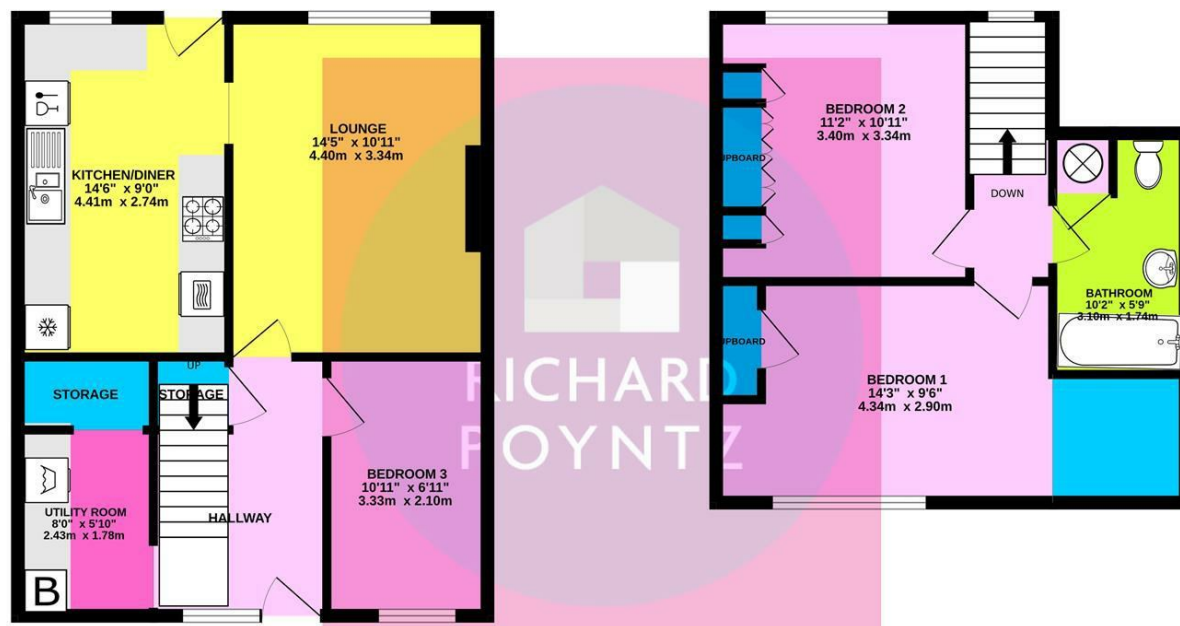 KITCHEN/DINER
14'6" x 9'0"
4.41m x 2.74m
LOUNGE
14'5" x 10'11"
4.40m x 3.34m
STORAGE
UP
STORAGE
UTILITY ROOM
8'0" x 5'10"
2.43m x 1.78m
B
HALLWAY
BEDROOM 3
10'11" x 6'11"
3.33m x 2.10m
RICHARD
POYNTZ
BEDROOM 2
11'2" x 10'11"
3.40m x 3.34m
UPBOARD
DOWN
BATHROOM
10'2" x 5'9"
3.10m x 1.74m
UPBOARD
BEDROOM 1
14'3" x 9'6"
4.34m x 2.90m